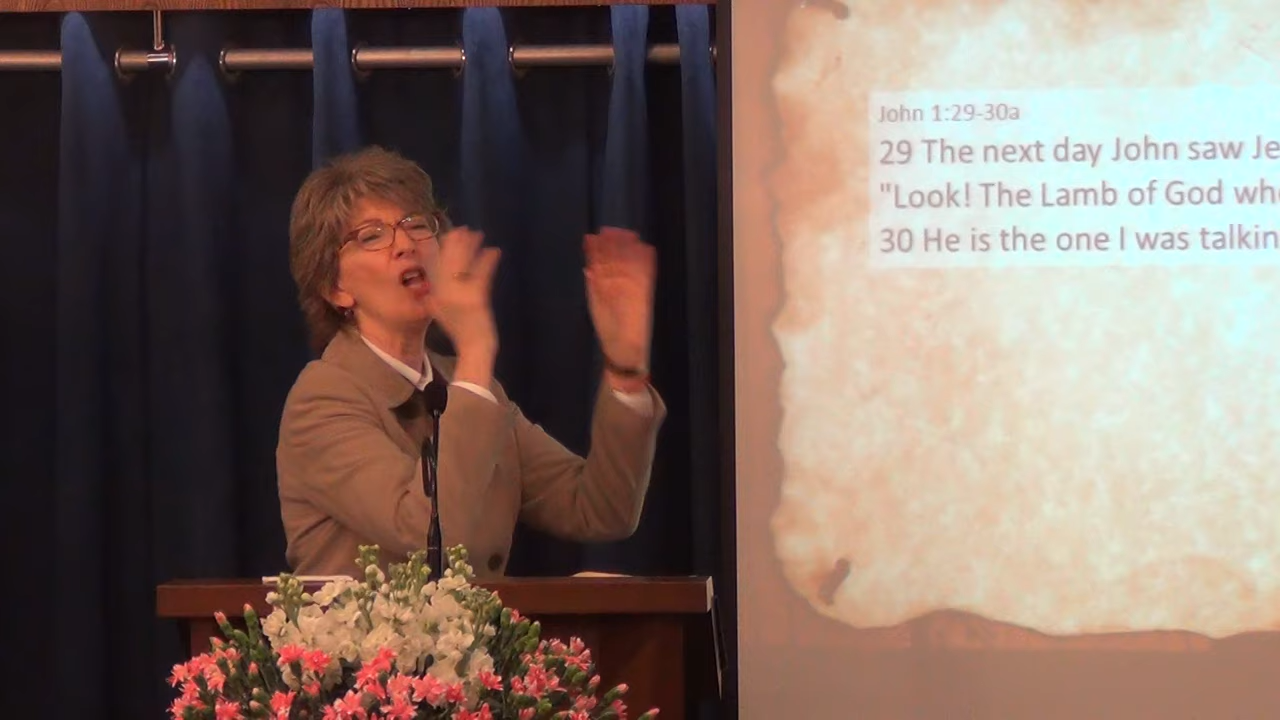 John 1:29-30a
29 The next day John saw Je
"Look! The Lamb of God who
30 He is the one I was talkin